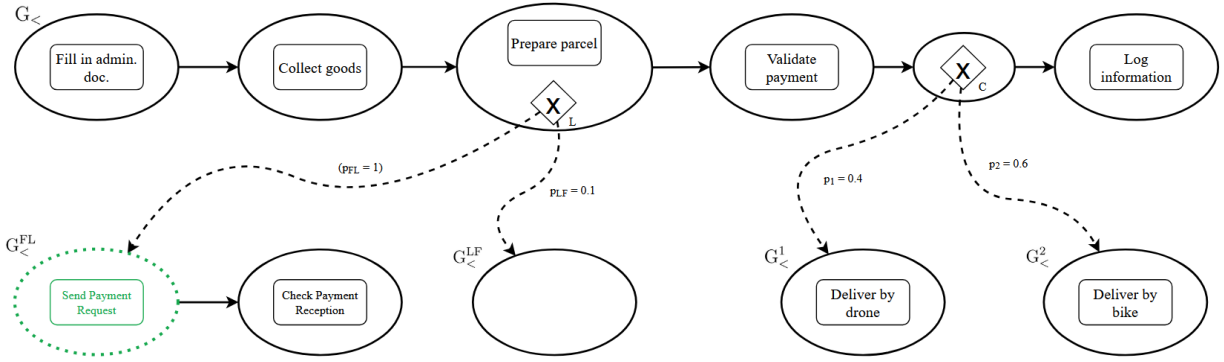 G<
Fill in admin.
doc.
Collect goods
Prepare parcel
X
L
Validate
payment
X
C
Log
information
(pFL = 1)
pLF = 0.1
p1 = 0.4
p2 = 0.6
G<FL
Send Payment
Request
Check Payment
Reception
G<LF
G<1
Deliver by
drone
G<2
Deliver by
bike